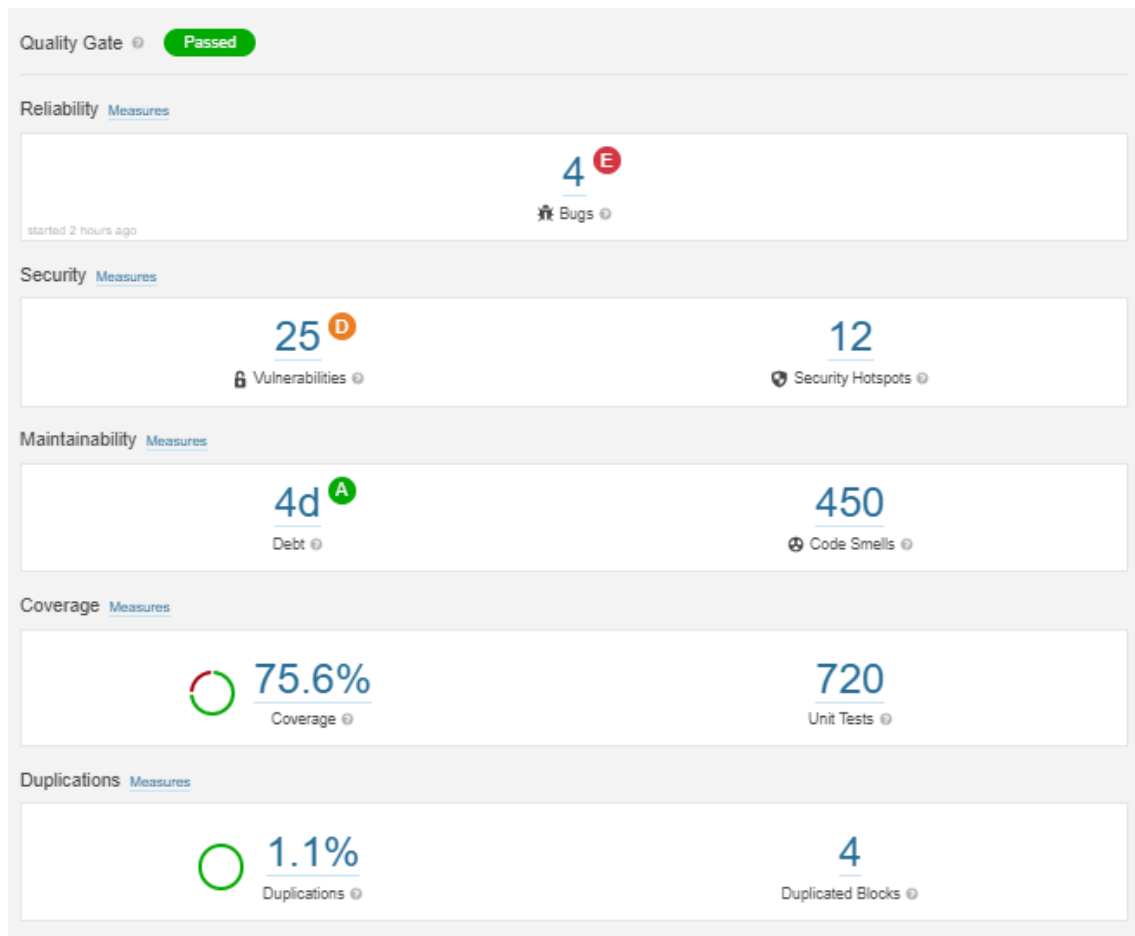 Quality Gate Passed
Reliability Measures
4 E
Bugs
started 2 hours ago
Security Measures
25 D
Vulnerabilities
12
Security Hotspots
Maintainability Measures
4d A
Debt
450
Code Smells
Coverage Measures
75.6%
Coverage
720
Unit Tests
Duplications Measures
1.1%
Duplications
4
Duplicated Blocks